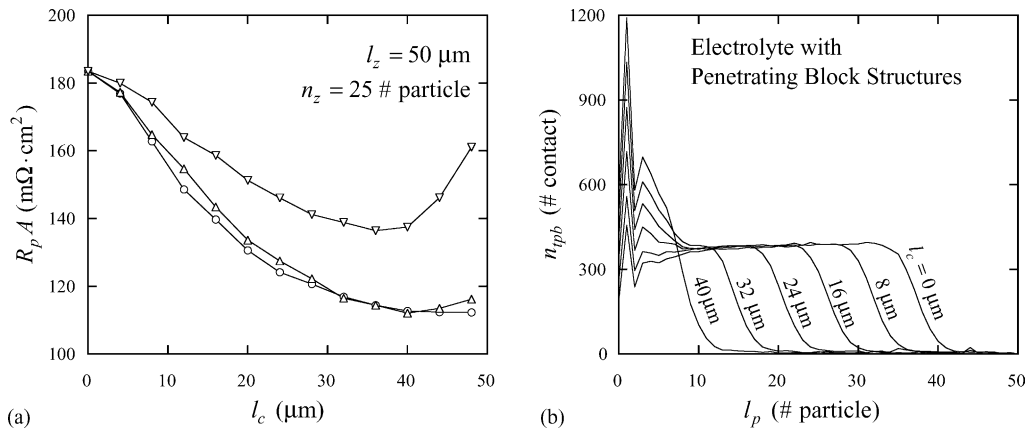 200
180
160
140
120
100
0
10
20
30
40
50
R_p A (mΩ·cm²)
l_c (μm)
l_z = 50 μm
n_z = 25 # particle
(a)
1200
900
600
300
0
0
10
20
30
40
50
n_tpb (# contact)
l_p (# particle)
Electrolyte with
Penetrating Block Structures
40 μm
32 μm
24 μm
16 μm
8 μm
l_c = 0 μm
(b)